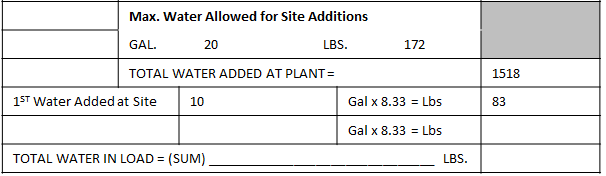 Max. Water Allowed for Site Additions
GAL. 20 LBS. 172
TOTAL WATER ADDED AT PLANT = 1518
1ST Water Added at Site 10 Gal x 8.33 = Lbs 83
Gal x 8.33 = Lbs
TOTAL WATER IN LOAD = (SUM) ___________________________________ LBS.